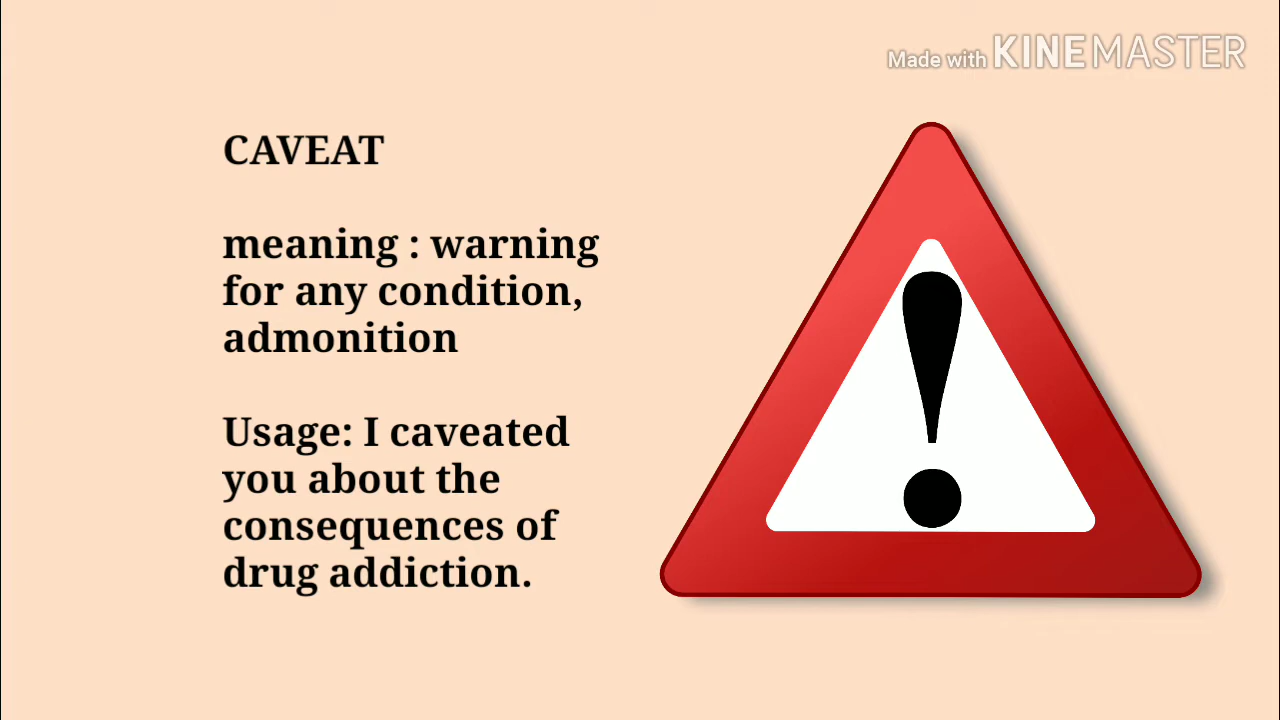 Made with KINEMASTER
CAVEAT
meaning : warning
for any condition,
admonition
Usage: I caveated
you about the
consequences of
drug addiction.
!